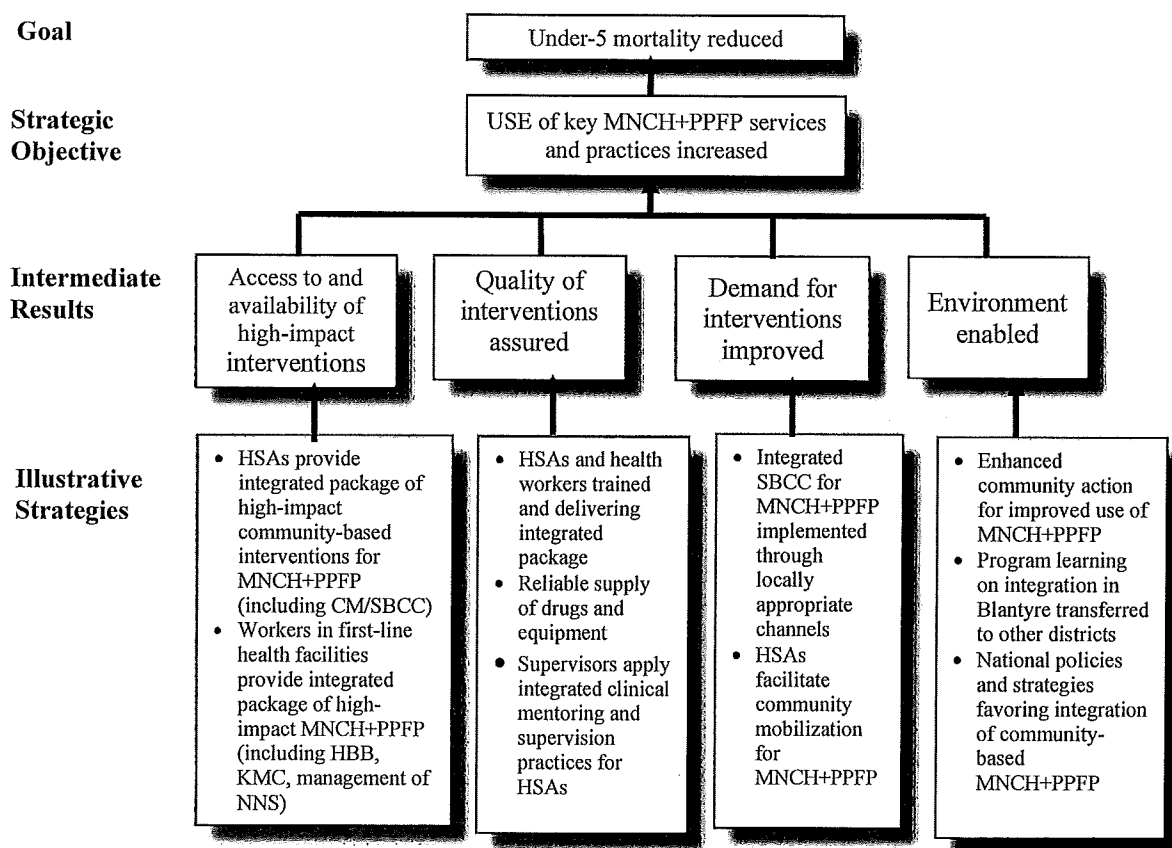 Goal
Under-5 mortality reduced
Strategic
Objective
USE of key MNCH+PPFP services
and practices increased
Intermediate
Results
Access to and
availability of
high-impact
interventions
Quality of
interventions
assured
Demand for
interventions
improved
Environment
enabled
Illustrative
Strategies
• HSAs provide
integrated package of
high-impact
community-based
interventions for
MNCH+PPFP
(including CM/SBCC)
• Workers in first-line
health facilities
provide integrated
package of high-
impact MNCH+PPFP
(including HBB,
KMC, management of
NNS)
• HSAs and health
workers trained
and delivering
integrated
package
• Reliable supply
of drugs and
equipment
• Supervisors apply
integrated clinical
mentoring and
supervision
practices for
HSAs
• Integrated
SBCC for
MNCH+PPFP
implemented
through
locally
appropriate
channels
• HSAs
facilitate
community
mobilization
for
MNCH+PPFP
• Enhanced
community action
for improved use of
MNCH+PPFP
• Program learning
on integration in
Blantyre transferred
to other districts
• National policies
and strategies
favoring integration
of community-
based
MNCH+PPFP